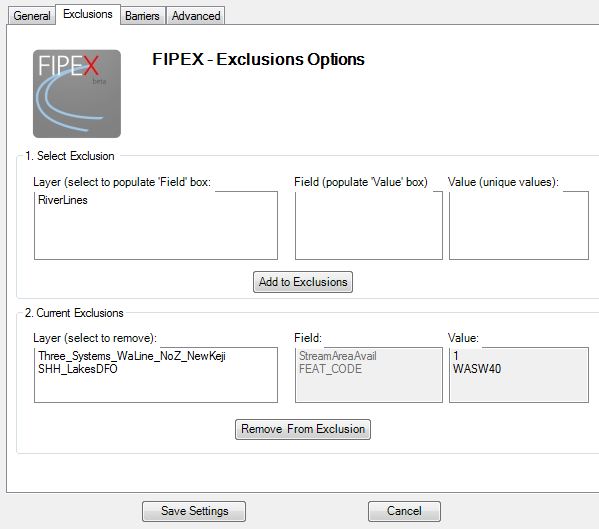 General Exclusions Barriers Advanced
FIPEX
beta
FIPEX - Exclusions Options
1. Select Exclusion
Layer (select to populate 'Field' box: Field (populate 'Value' box) Value (unique values):
RiverLines
Add to Exclusions
2. Current Exclusions
Layer (select to remove): Field: Value:
Three_Systems_WaLine_NoZ_NewKeji StreamAreaAvail 1
SHH_LakesDFO FEAT_CODE WASW40
Remove From Exclusion
Save Settings Cancel